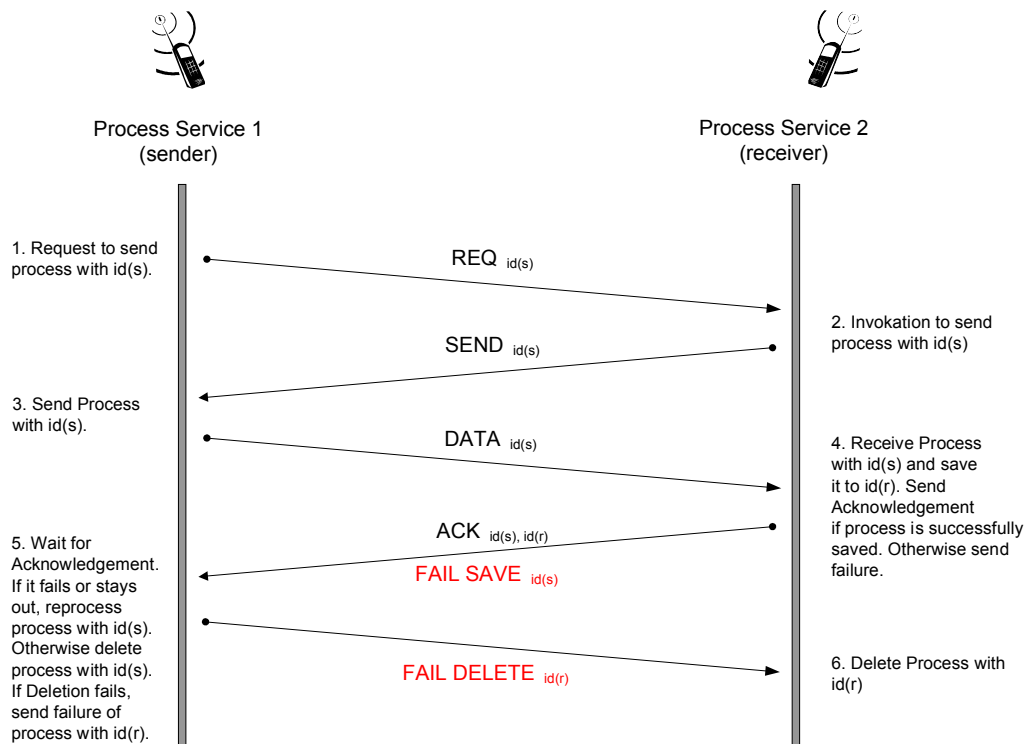 Process Service 1
(sender)
Process Service 2
(receiver)
1. Request to send
process with id(s).
REQ id(s)
2. Invokation to send
process with id(s)
SEND id(s)
3. Send Process
with id(s).
DATA id(s)
4. Receive Process
with id(s) and save
it to id(r). Send
Acknowledgement
if process is successfully
saved. Otherwise send
failure.
ACK id(s), id(r)
FAIL SAVE id(s)
5. Wait for
Acknowledgement.
If it fails or stays
out, reprocess
process with id(s).
Otherwise delete
process with id(s).
If Deletion fails,
send failure of
process with id(r).
FAIL DELETE id(r)
6. Delete Process with
id(r)